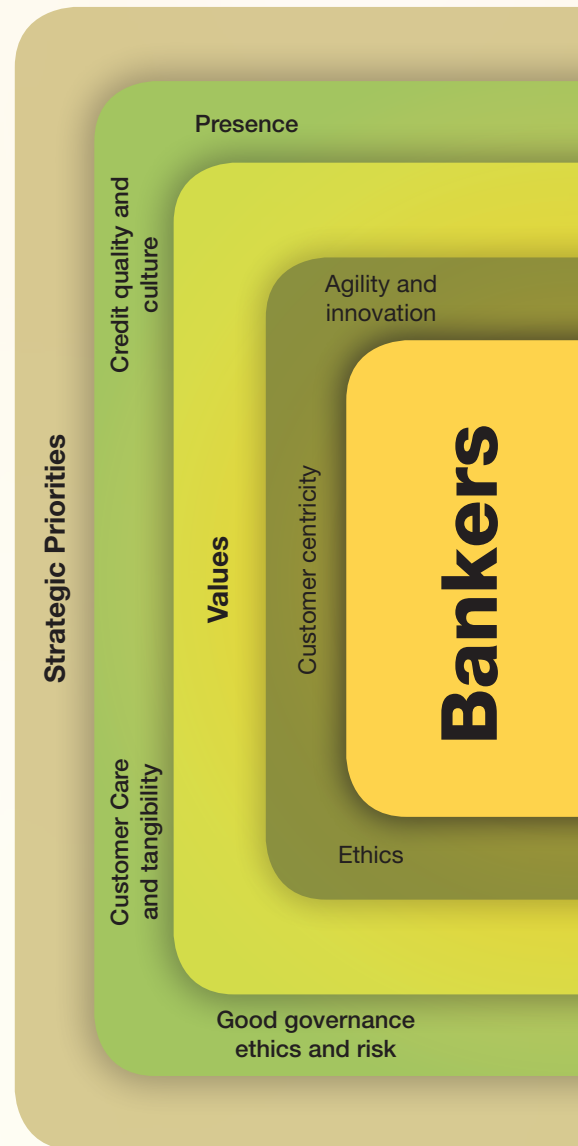 Strategic Priorities
Presence
Credit quality and
culture
Customer Care
and tangibility
Good governance
ethics and risk
Values
Agility and
innovation
Customer centricity
Ethics
Bankers